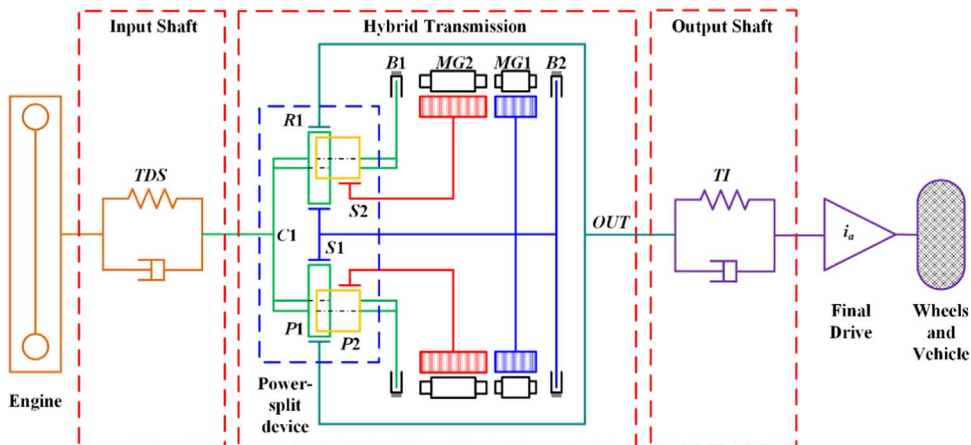 Input Shaft
Hybrid Transmission
Output Shaft
B1
MG2
MG1
B2
R1
TDS
TI
S2
C1
S1
OUT
i_a
P1
P2
Final
Drive
Wheels
and
Vehicle
Engine
Power-
split
device